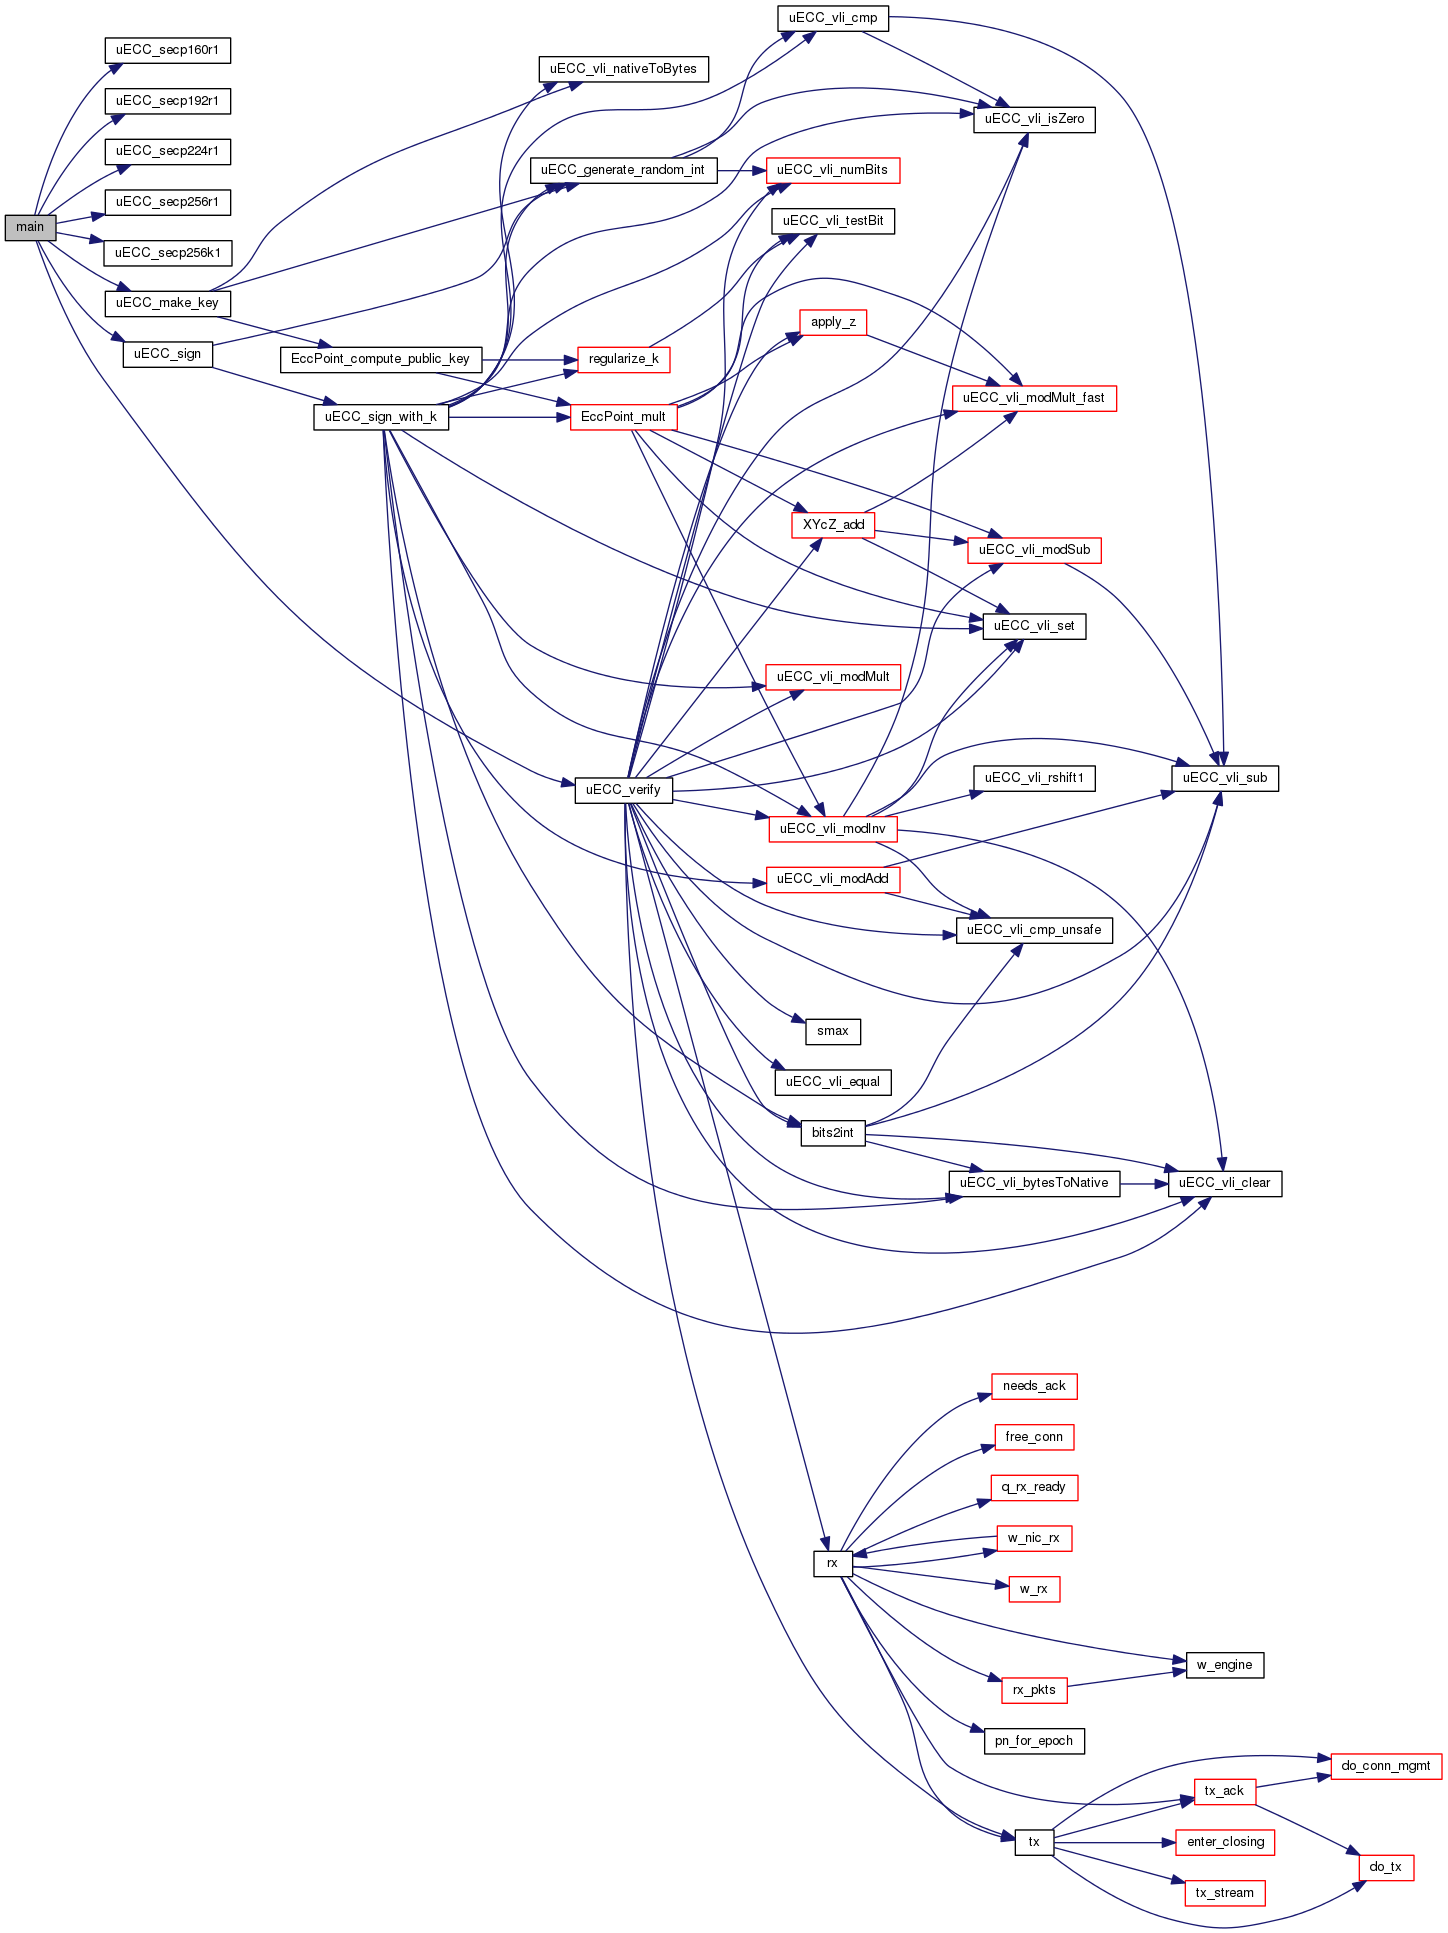 main
uECC_secp160r1
uECC_secp192r1
uECC_secp224r1
uECC_secp256r1
uECC_secp256k1
uECC_make_key
uECC_sign
EccPoint_compute_public_key
uECC_sign_with_k
uECC_vli_nativeToBytes
uECC_generate_random_int
regularize_k
EccPoint_mult
uECC_verify
uECC_vli_cmp
uECC_vli_numBits
uECC_vli_testBit
apply_z
XYcZ_add
uECC_vli_modMult
uECC_vli_modInv
uECC_vli_modAdd
smax
uECC_vli_equal
bits2int
rx
uECC_vli_isZero
uECC_vli_modMult_fast
uECC_vli_modSub
uECC_vli_set
uECC_vli_rshift1
uECC_vli_cmp_unsafe
uECC_vli_bytesToNative
needs_ack
free_conn
q_rx_ready
w_nic_rx
w_rx
rx_pkts
pn_for_epoch
tx
uECC_vli_sub
uECC_vli_clear
w_engine
tx_ack
enter_closing
tx_stream
do_conn_mgmt
do_tx